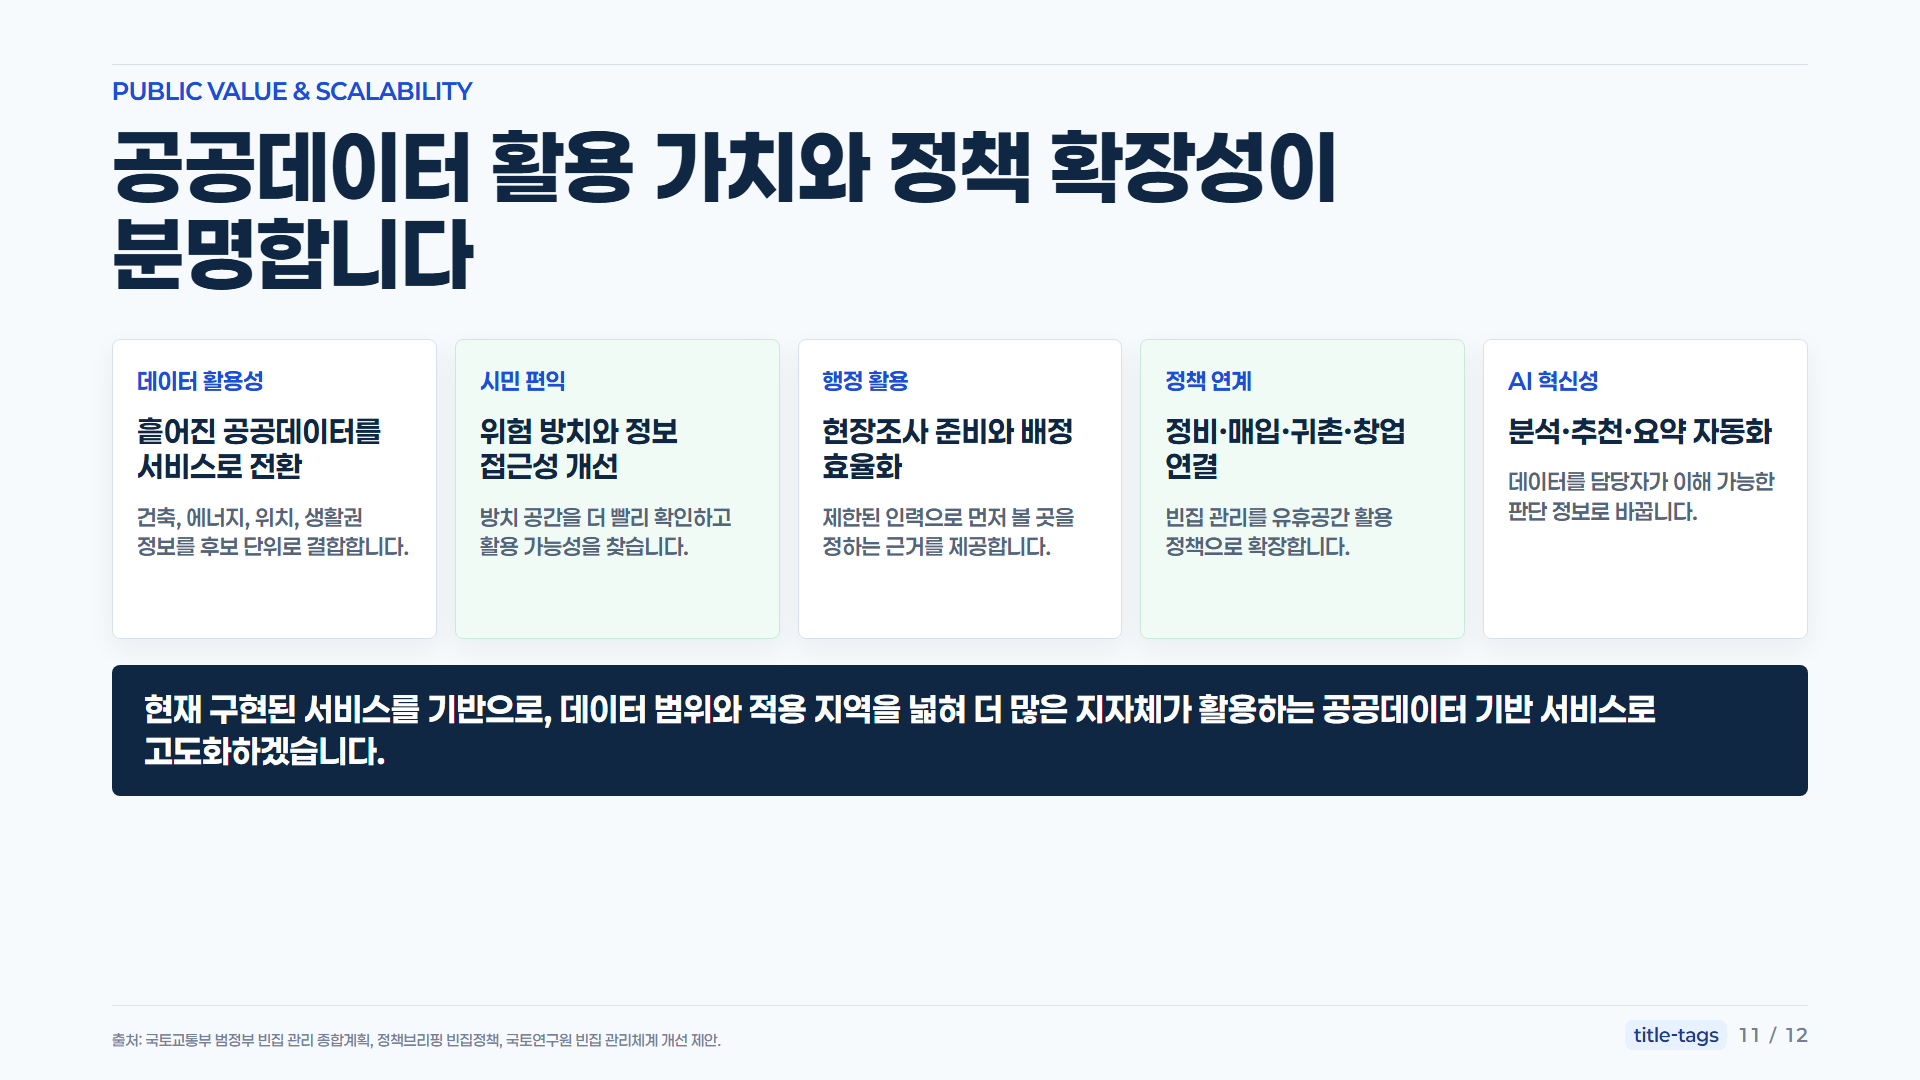 PUBLIC VALUE & SCALABILITY
공공데이터 활용 가치와 정책 확장성이
분명합니다
데이터 활용성
흩어진 공공데이터를
서비스로 전환
건축, 에너지, 위치, 생활권
정보를 후보 단위로 결합합니다.
시민 편익
위험 방치와 정보
접근성 개선
방치 공간을 더 빨리 확인하고
활용 가능성을 찾습니다.
행정 활용
현장조사 준비와 배정
효율화
제한된 인력으로 먼저 볼 곳을
정하는 근거를 제공합니다.
정책 연계
정비·매입·귀촌·창업
연결
빈집 관리를 유휴공간 활용
정책으로 확장합니다.
AI 혁신성
분석·추천·요약 자동화
데이터를 담당자가 이해 가능한
판단 정보로 바꿉니다.
현재 구현된 서비스를 기반으로, 데이터 범위와 적용 지역을 넓혀 더 많은 지자체가 활용하는 공공데이터 기반 서비스로
고도화하겠습니다.
출처: 국토교통부 범정부 빈집 관리 종합계획, 정책브리핑 빈집정책, 국토연구원 빈집 관리체계 개선 제안.
title-tags 11 / 12